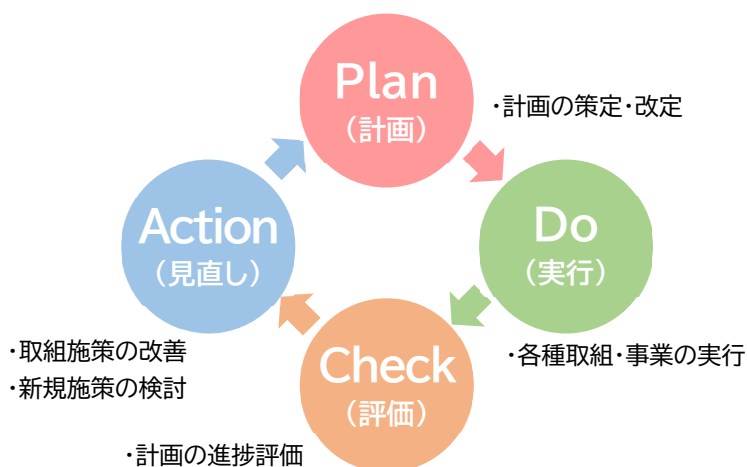 Plan
（計画）
・計画の策定・改定
Do
（実行）
・各種取組・事業の実行
Check
（評価）
・計画の進捗評価
Action
（見直し）
・取組施策の改善
・新規施策の検討